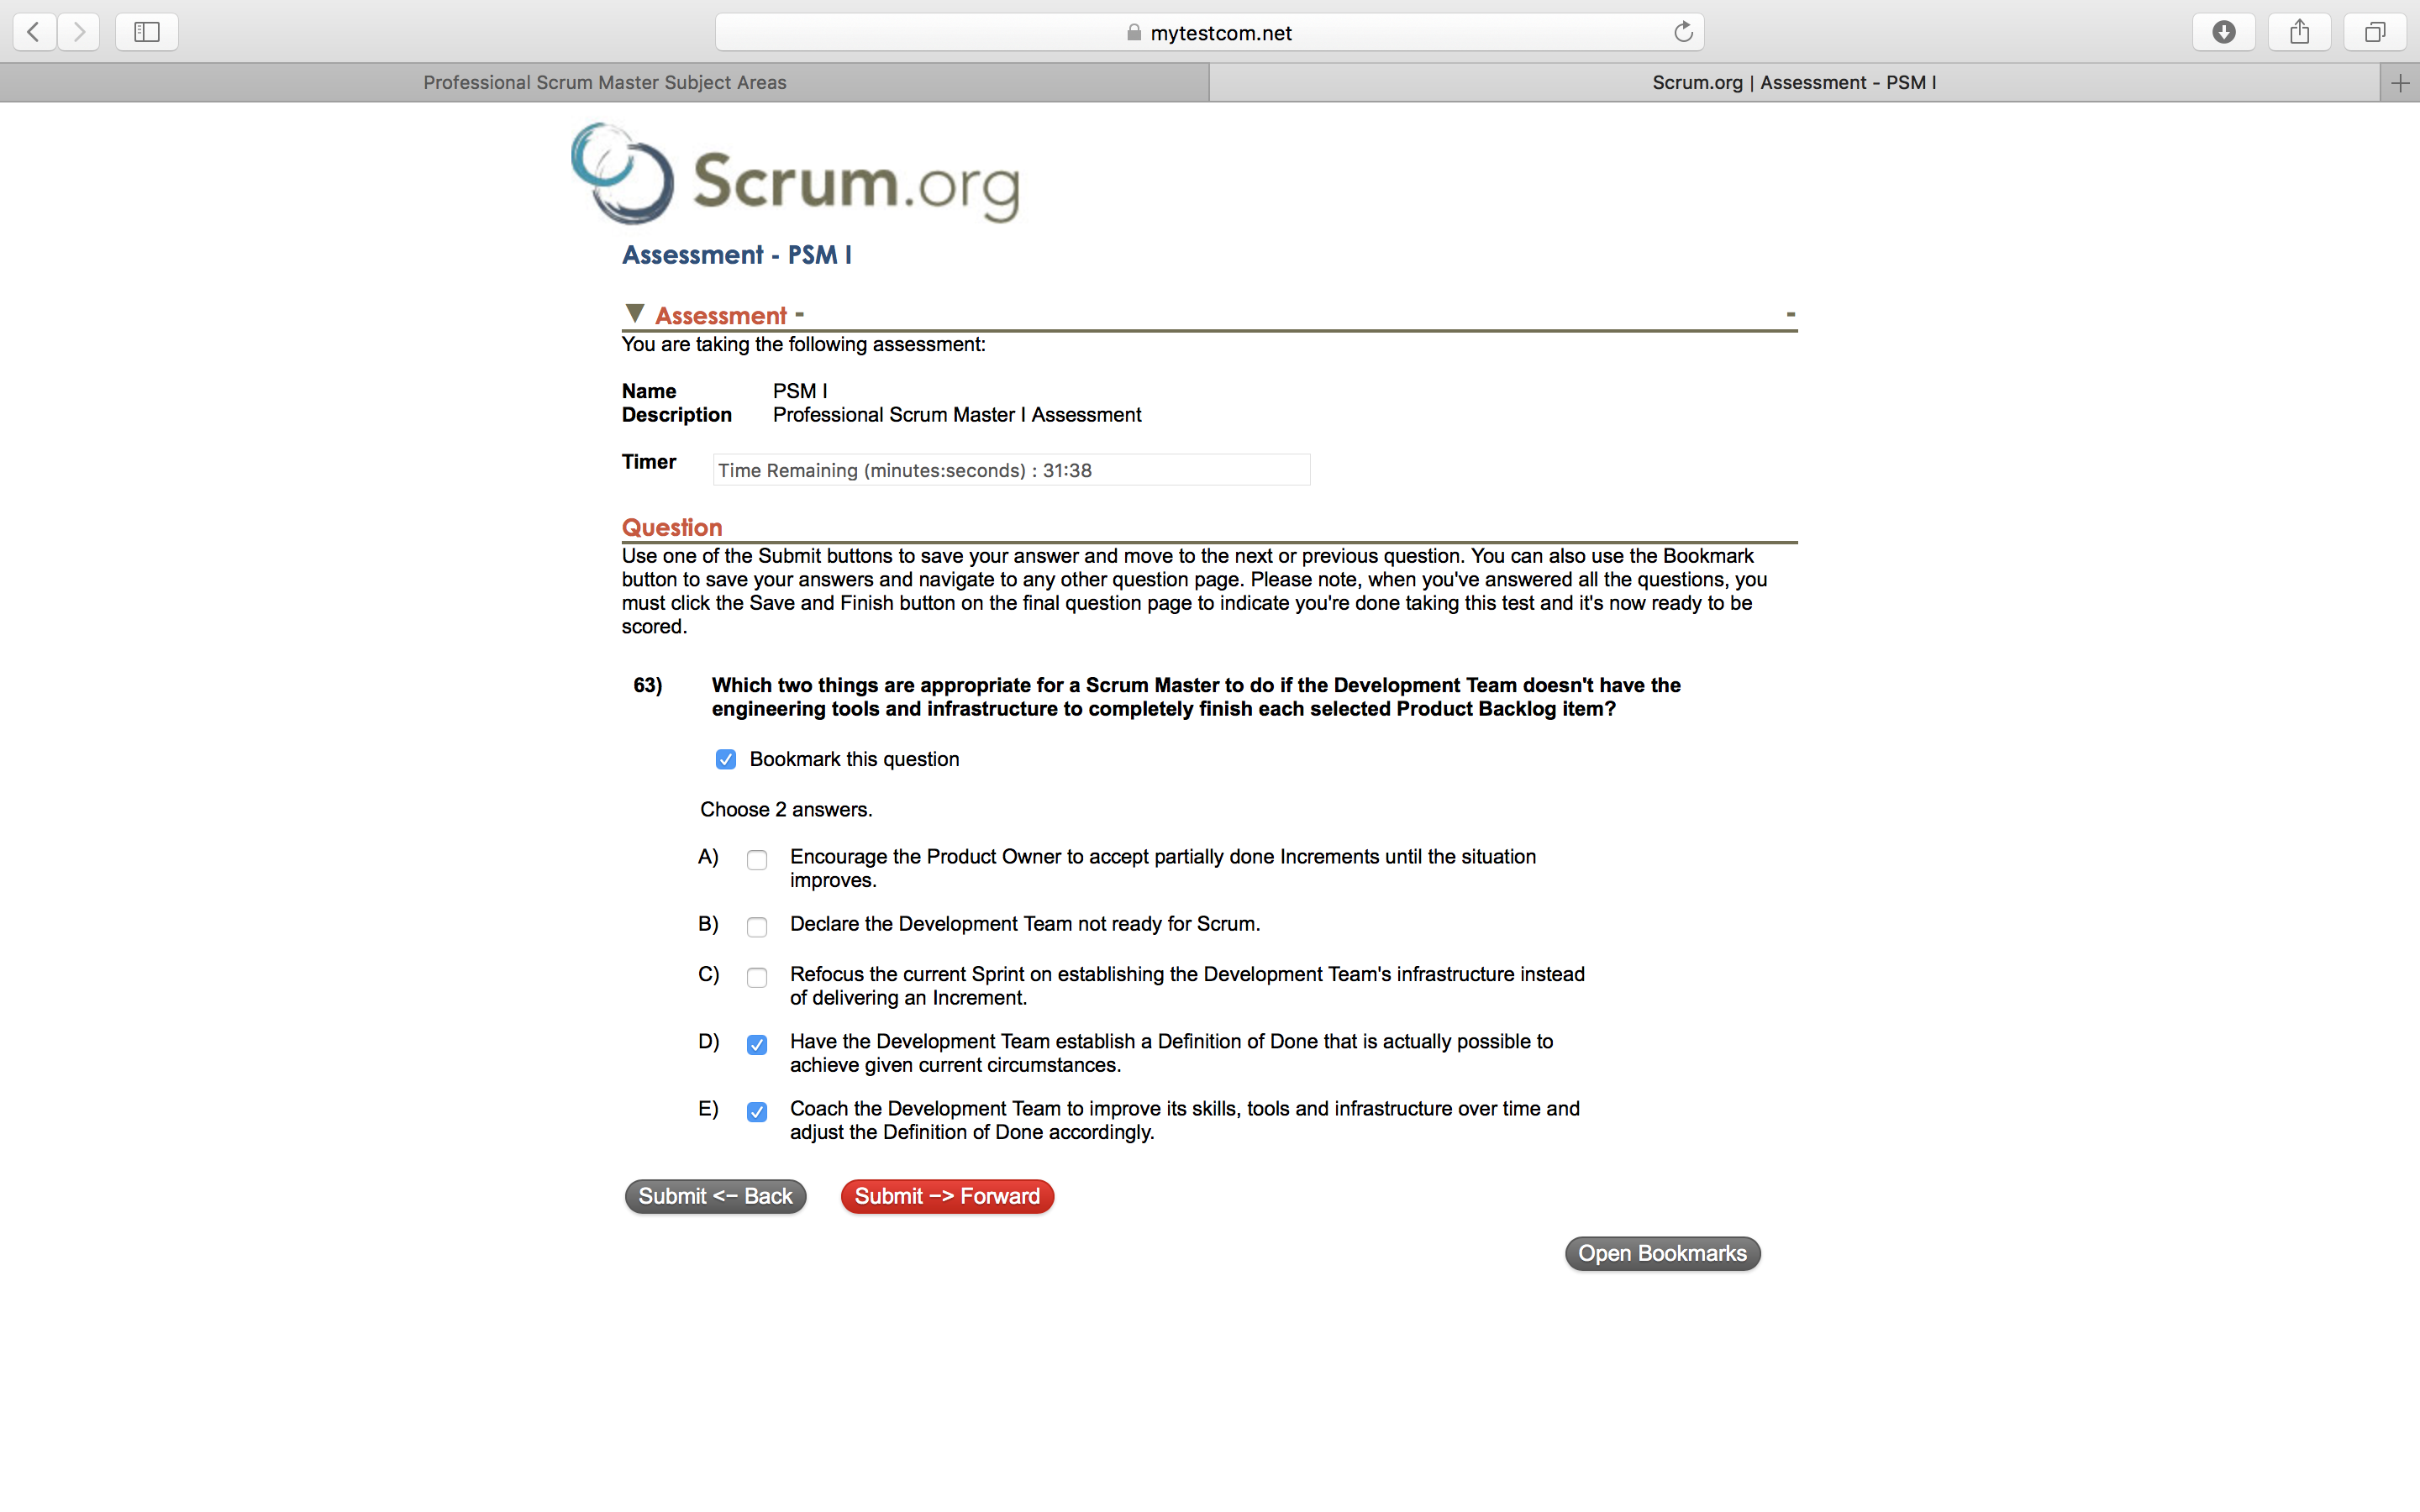 mytestcom.net
Professional Scrum Master Subject Areas
Scrum.org | Assessment - PSM I
Scrum.org
Assessment - PSM I
Assessment -
-
You are taking the following assessment:
Name PSM I
Description Professional Scrum Master I Assessment
Timer Time Remaining (minutes:seconds) : 31:38
Question
Use one of the Submit buttons to save your answer and move to the next or previous question. You can also use the Bookmark
button to save your answers and navigate to any other question page. Please note, when you've answered all the questions, you
must click the Save and Finish button on the final question page to indicate you're done taking this test and it's now ready to be
scored.
63) Which two things are appropriate for a Scrum Master to do if the Development Team doesn't have the
engineering tools and infrastructure to completely finish each selected Product Backlog item?
Bookmark this question
Choose 2 answers.
A) Encourage the Product Owner to accept partially done Increments until the situation
improves.
B) Declare the Development Team not ready for Scrum.
C) Refocus the current Sprint on establishing the Development Team's infrastructure instead
of delivering an Increment.
D) Have the Development Team establish a Definition of Done that is actually possible to
achieve given current circumstances.
E) Coach the Development Team to improve its skills, tools and infrastructure over time and
adjust the Definition of Done accordingly.
Submit <- Back Submit -> Forward
Open Bookmarks